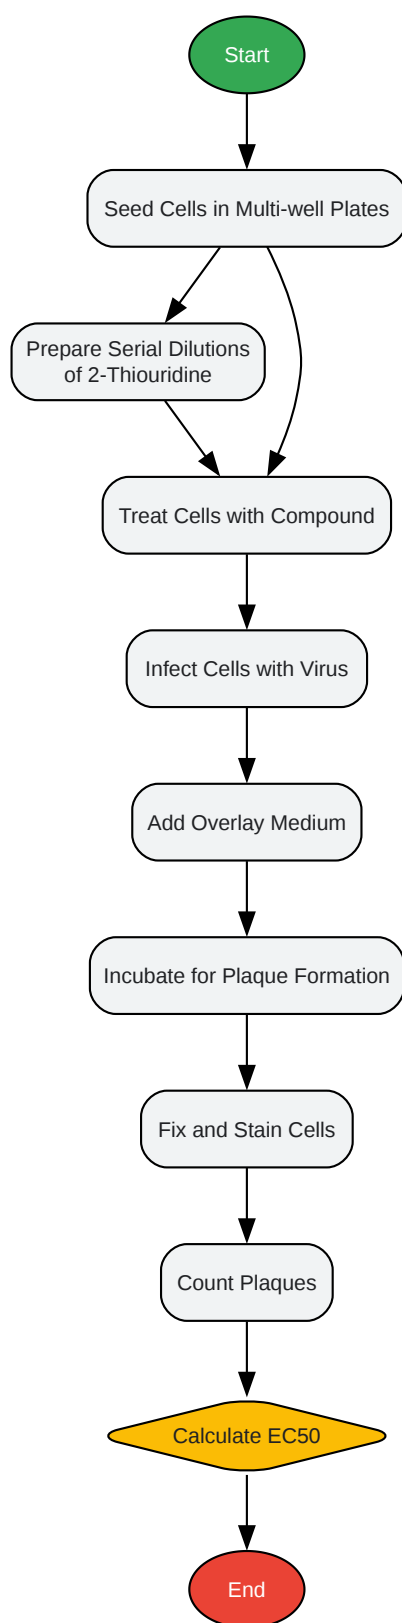 Start
Seed Cells in Multi-well Plates
Prepare Serial Dilutions
of 2-Thiouridine
Treat Cells with Compound
Infect Cells with Virus
Add Overlay Medium
Incubate for Plaque Formation
Fix and Stain Cells
Count Plaques
Calculate EC50
End